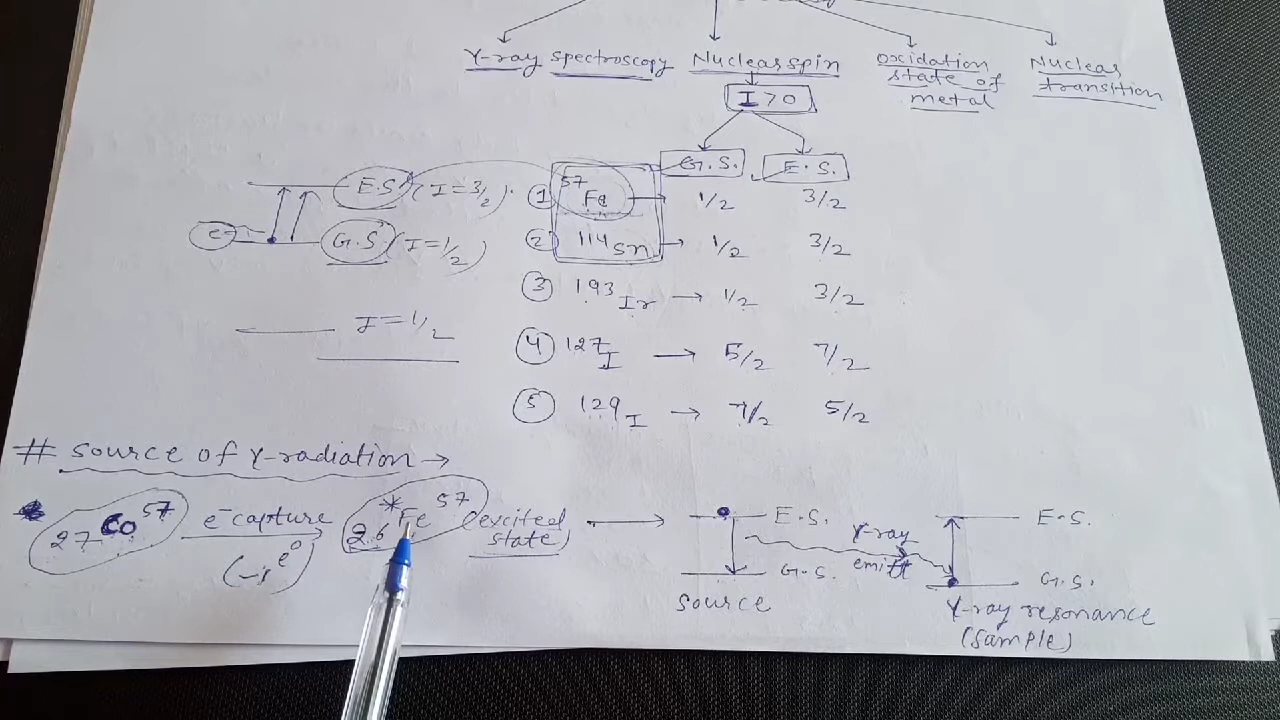 γ-ray spectroscopy
Nuclear spin
oxidation
state of
metal
Nuclear
transition
I > 0
G.S. E.S.
E.S (I = 3/2)
G.S (I = 1/2)
I = 1/2
① 57Fe → 1/2 3/2
② 114Sn → 1/2 3/2
③ 193Ir → 1/2 3/2
④ 127I → 5/2 7/2
⑤ 129I → 7/2 5/2
# source of γ-radiation →
27Co57 e⁻capture (-1e0) *26Fe57 (excited state) →
E.S.
G.S.
source
γ-ray
emitt
E.S.
G.S.
γ-ray resonance
(sample)